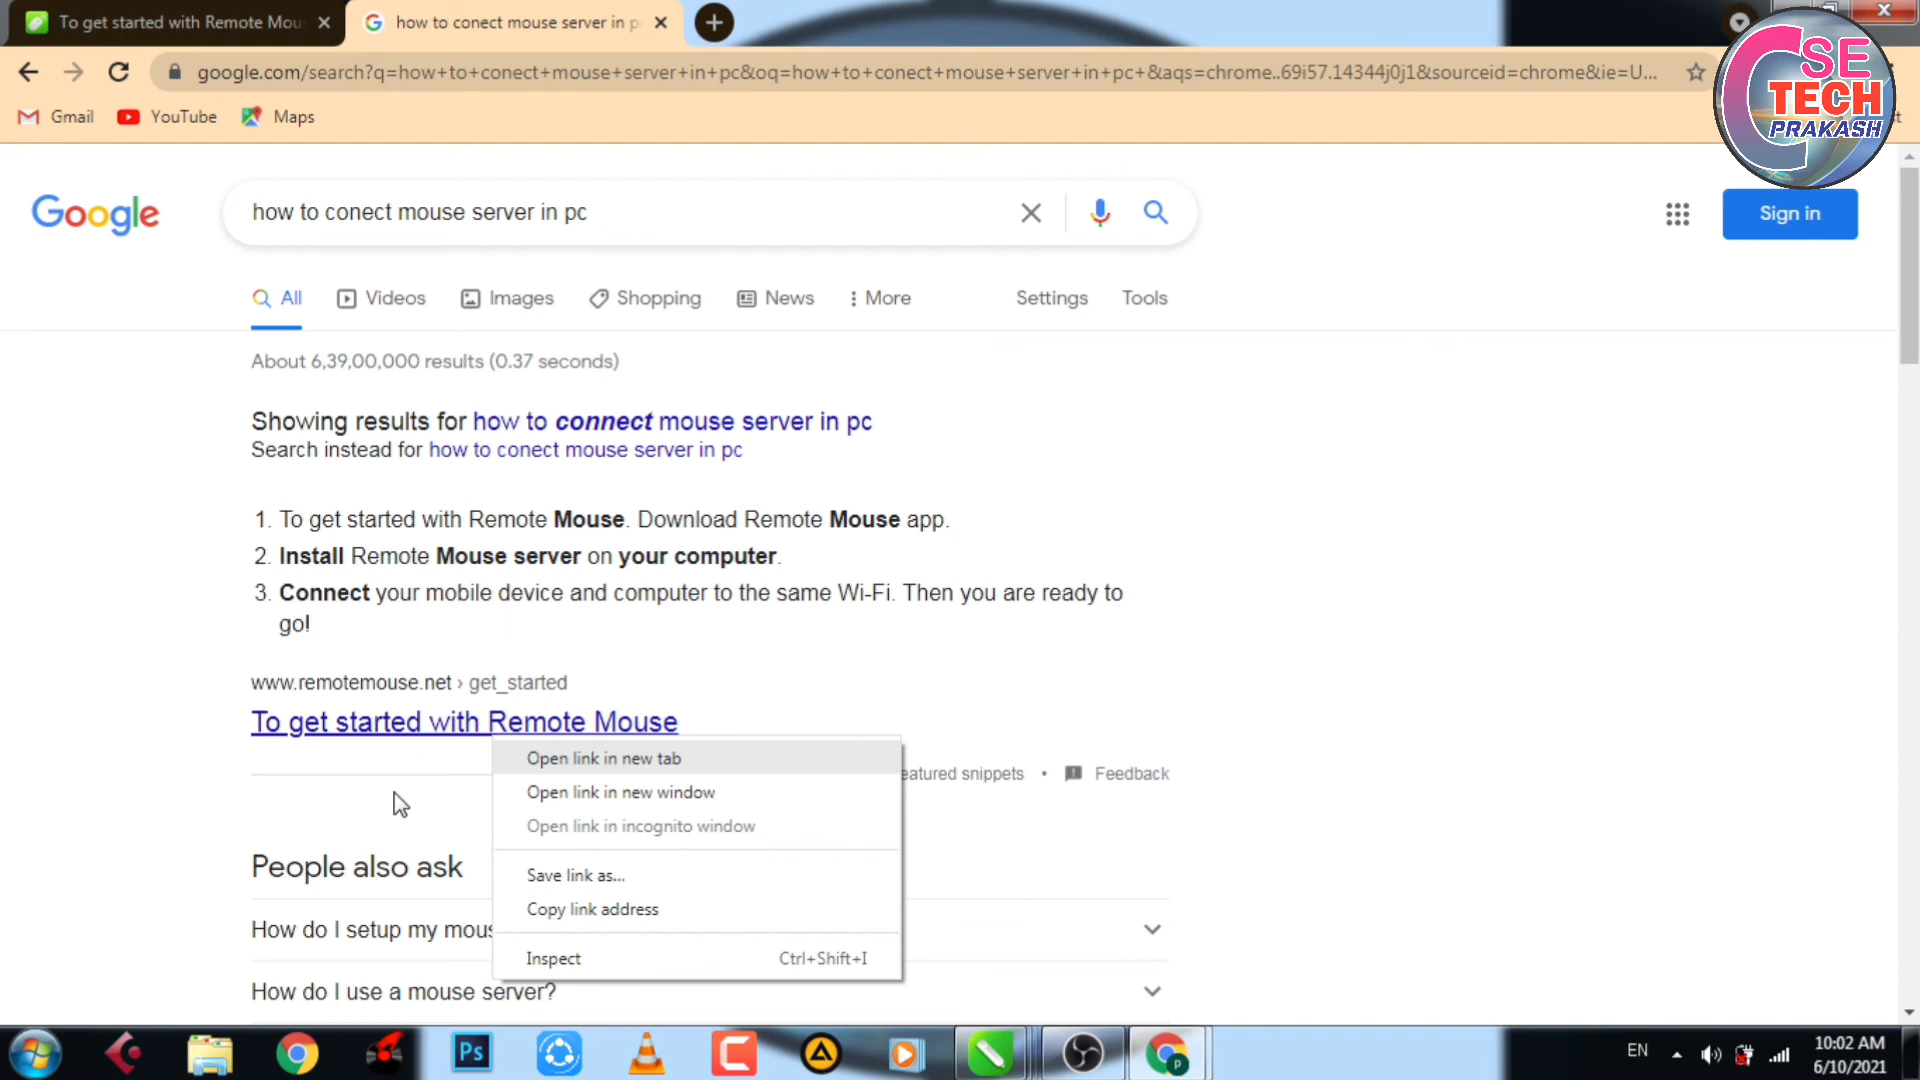 To get started with Remote Mou
how to conect mouse server in p
google.com/search?q=how+to+conect+mouse+server+in+pc&oq=how+to+conect+mouse+server+in+pc+&aqs=chrome..69i57.14344j0j1&sourceid=chrome&ie=U...
Gmail
YouTube
Maps
CSE
TECH
PRAKASH
Google
how to conect mouse server in pc
Sign in
All
Videos
Images
Shopping
News
More
Settings
Tools
About 6,39,00,000 results (0.37 seconds)
Showing results for how to connect mouse server in pc
Search instead for how to conect mouse server in pc
1. To get started with Remote Mouse. Download Remote Mouse app.
2. Install Remote Mouse server on your computer.
3. Connect your mobile device and computer to the same Wi-Fi. Then you are ready to
go!
www.remotemouse.net › get_started
To get started with Remote Mouse
Open link in new tab
eatured snippets • Feedback
Open link in new window
Open link in incognito window
People also ask
Save link as...
Copy link address
How do I setup my mous
Inspect Ctrl+Shift+I
How do I use a mouse server?
Ps
p
EN
10:02 AM
6/10/2021